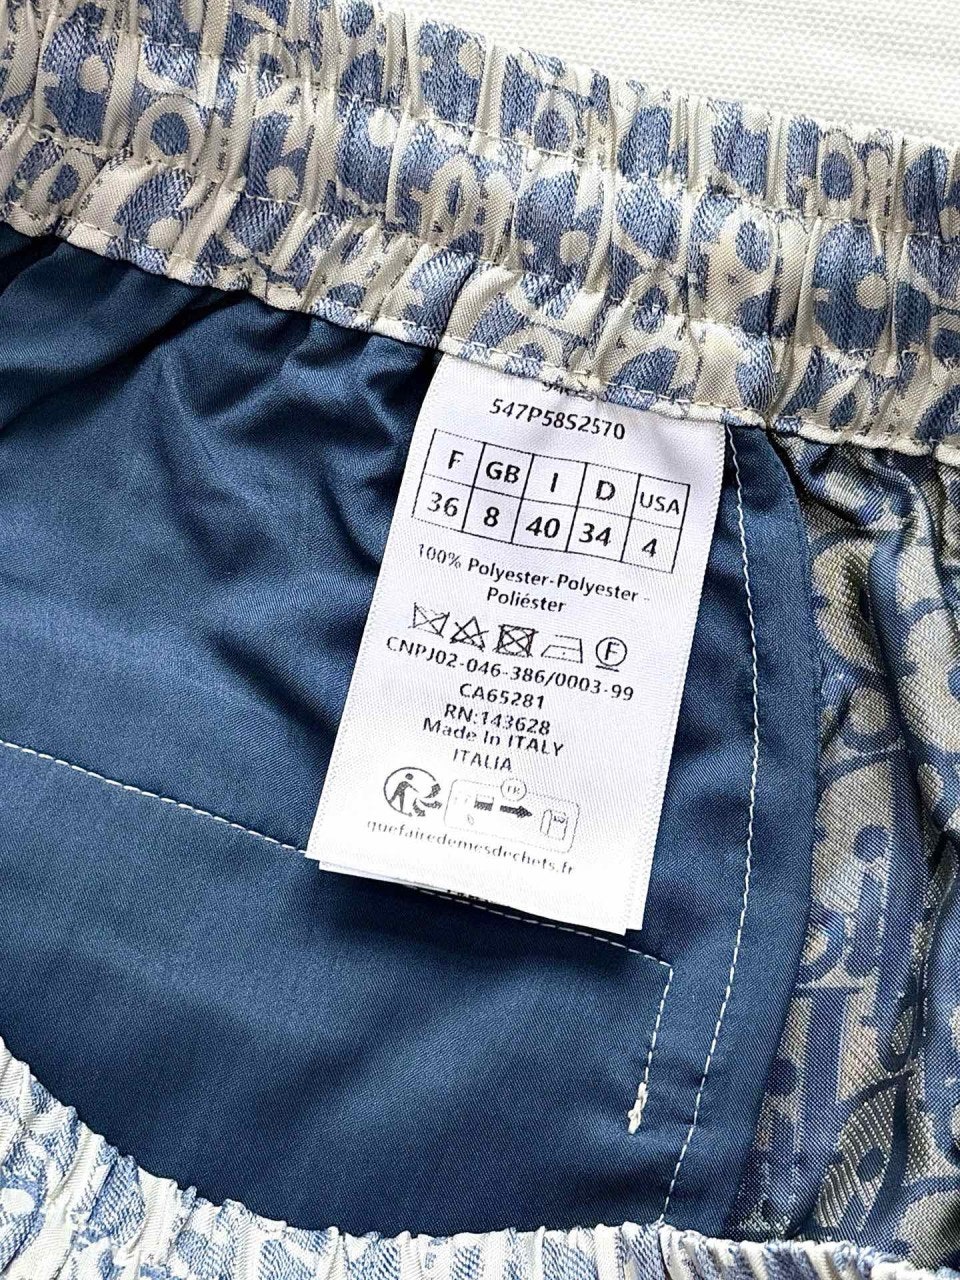 547P58S2570
F GB I D USA
36 8 40 34 4
100% Polyester-Polyester -
Poliéster
F
CNPJ02-046-386/0003-99
CA65281
RN:143628
Made In ITALY
ITALIA
FR
quefairedemesdechets.fr